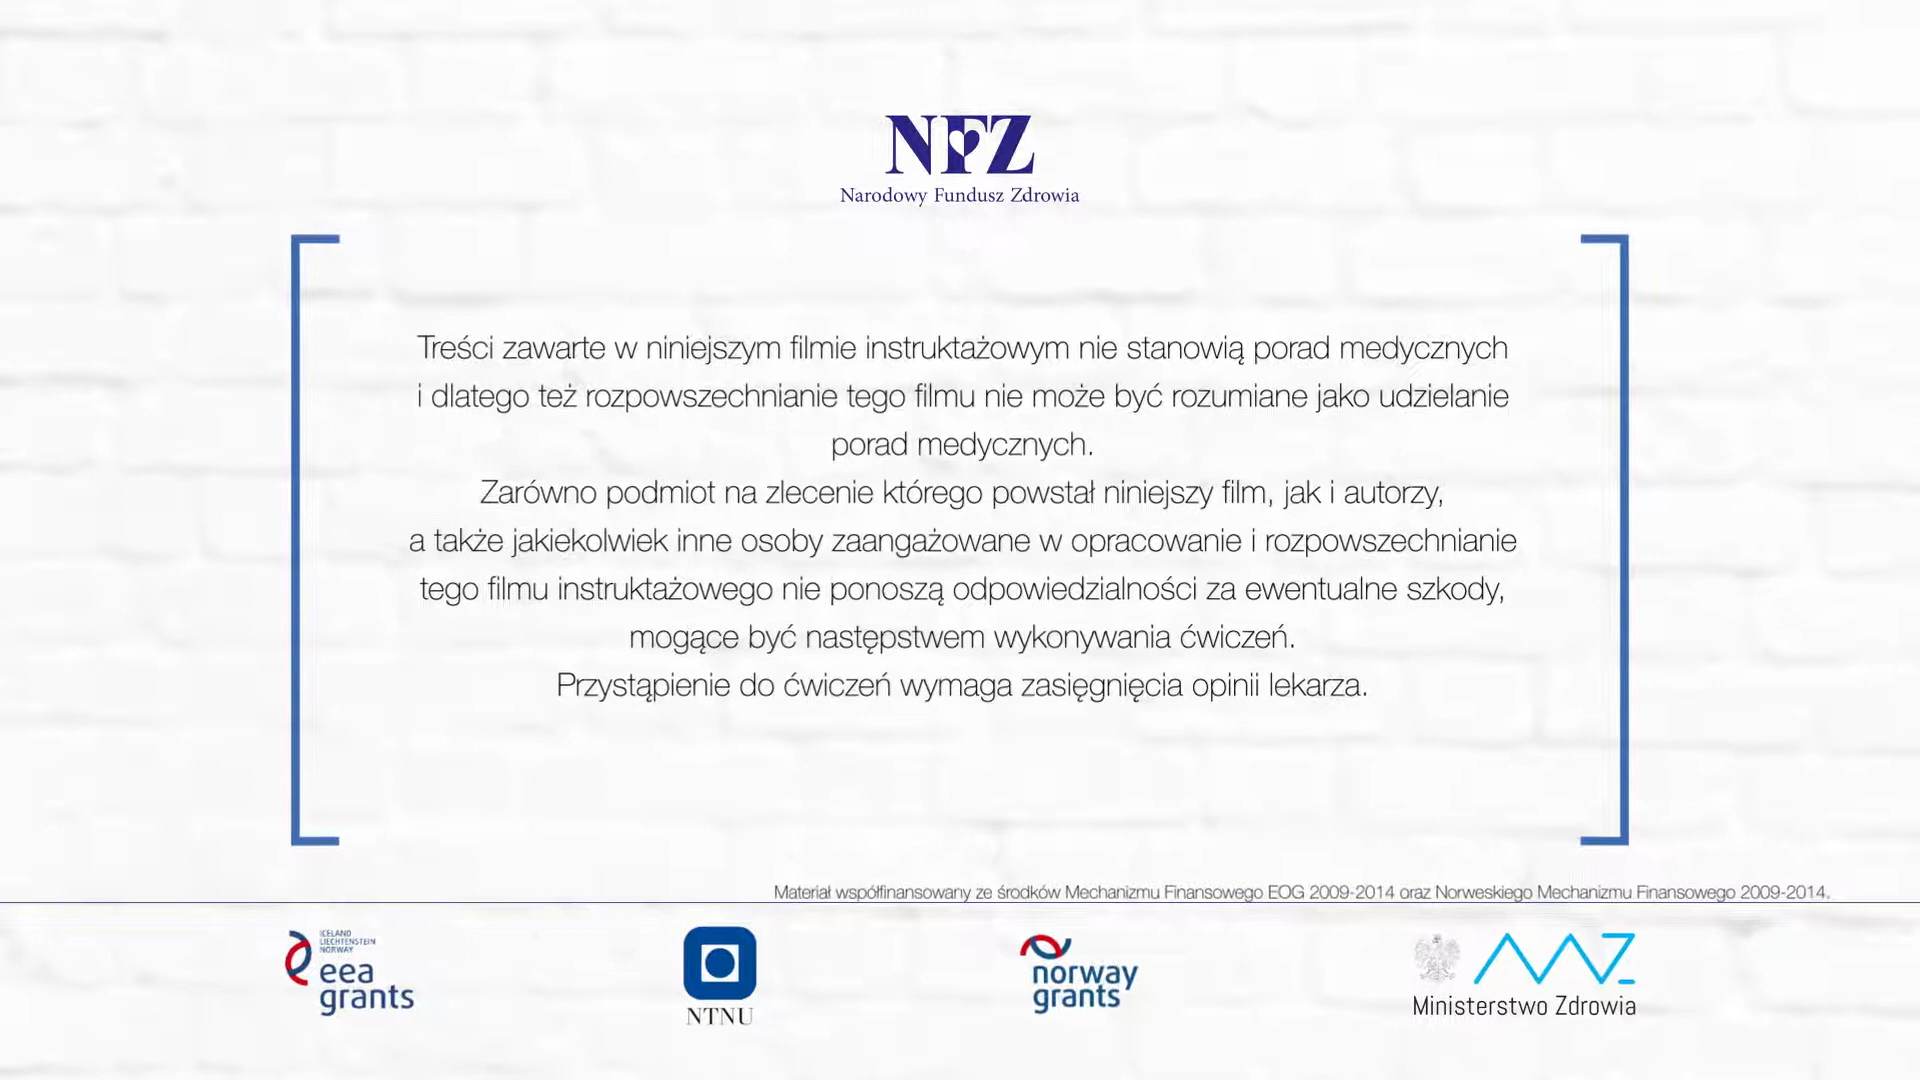 NFZ
Narodowy Fundusz Zdrowia
Treści zawarte w niniejszym filmie instruktażowym nie stanowią porad medycznych
i dlatego też rozpowszechnianie tego filmu nie może być rozumiane jako udzielanie
porad medycznych.
Zarówno podmiot na zlecenie którego powstał niniejszy film, jak i autorzy,
a także jakiekolwiek inne osoby zaangażowane w opracowanie i rozpowszechnianie
tego filmu instruktażowego nie ponoszą odpowiedzialności za ewentualne szkody,
mogące być następstwem wykonywania ćwiczeń.
Przystąpienie do ćwiczeń wymaga zasięgnięcia opinii lekarza.
Materiał współfinansowany ze środków Mechanizmu Finansowego EOG 2009-2014 oraz Norweskiego Mechanizmu Finansowego 2009-2014.
ICELAND
LIECHTENSTEIN
NORWAY
eea
grants
NTNU
norway
grants
MZ
Ministerstwo Zdrowia